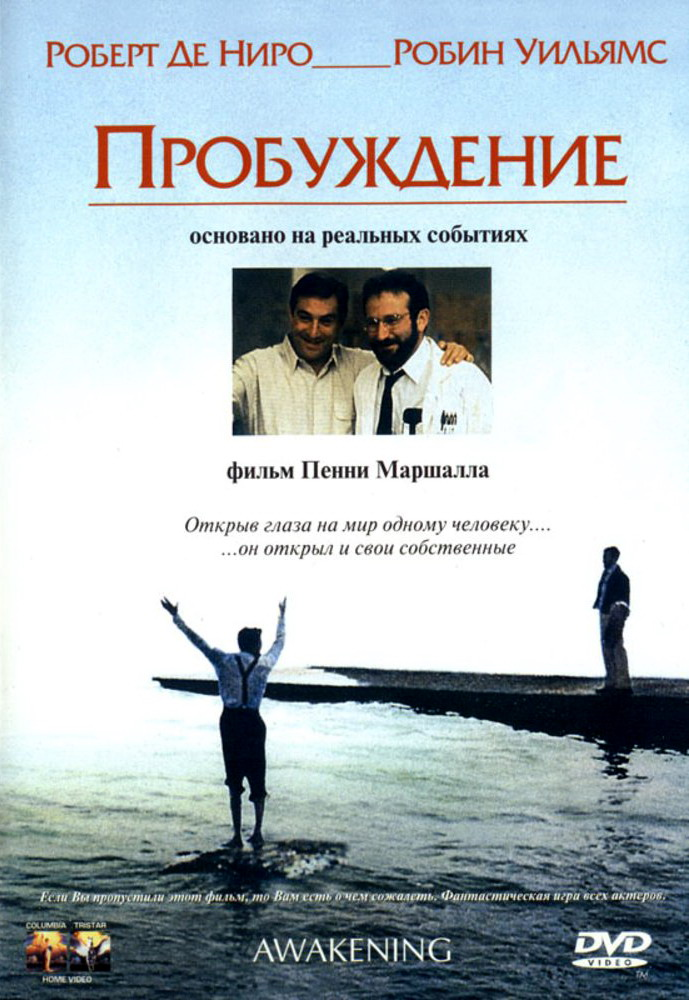 РОБЕРТ ДЕ НИРО____РОБИН УИЛЬЯМС
ПРОБУЖДЕНИЕ
основано на реальных событиях
фильм Пенни Маршалла
Открыв глаза на мир одному человеку....
...он открыл и свои собственные
Если Вы пропустили этот фильм, то Вам есть о чем сожалеть. Фантастическая игра всех актеров.
COLUMBIA TRISTAR
HOME VIDEO
AWAKENING
DVD
VIDEO
TM